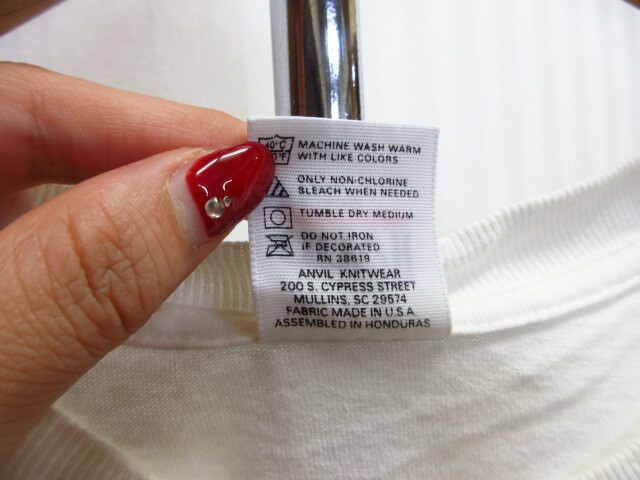 40°C
MACHINE WASH WARM
WITH LIKE COLORS
ONLY NON-CHLORINE
BLEACH WHEN NEEDED
TUMBLE DRY MEDIUM
DO NOT IRON
IF DECORATED
RN 38619
ANVIL KNITWEAR
200 S. CYPRESS STREET
MULLINS, SC 29574
FABRIC MADE IN U.S.A
ASSEMBLED IN HONDURAS